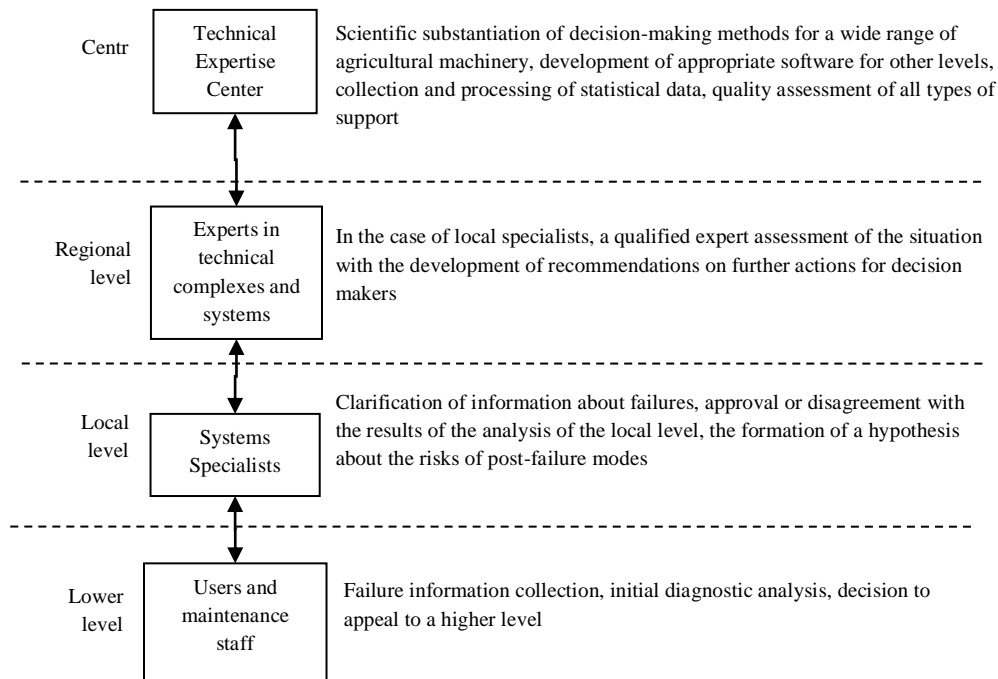 Centr
Technical
Expertise
Center
Scientific substantiation of decision-making methods for a wide range of
agricultural machinery, development of appropriate software for other levels,
collection and processing of statistical data, quality assessment of all types of
support
Regional
level
Experts in
technical
complexes and
systems
In the case of local specialists, a qualified expert assessment of the situation
with the development of recommendations on further actions for decision
makers
Local
level
Systems
Specialists
Clarification of information about failures, approval or disagreement with
the results of the analysis of the local level, the formation of a hypothesis
about the risks of post-failure modes
Lower
level
Users and
maintenance
staff
Failure information collection, initial diagnostic analysis, decision to
appeal to a higher level